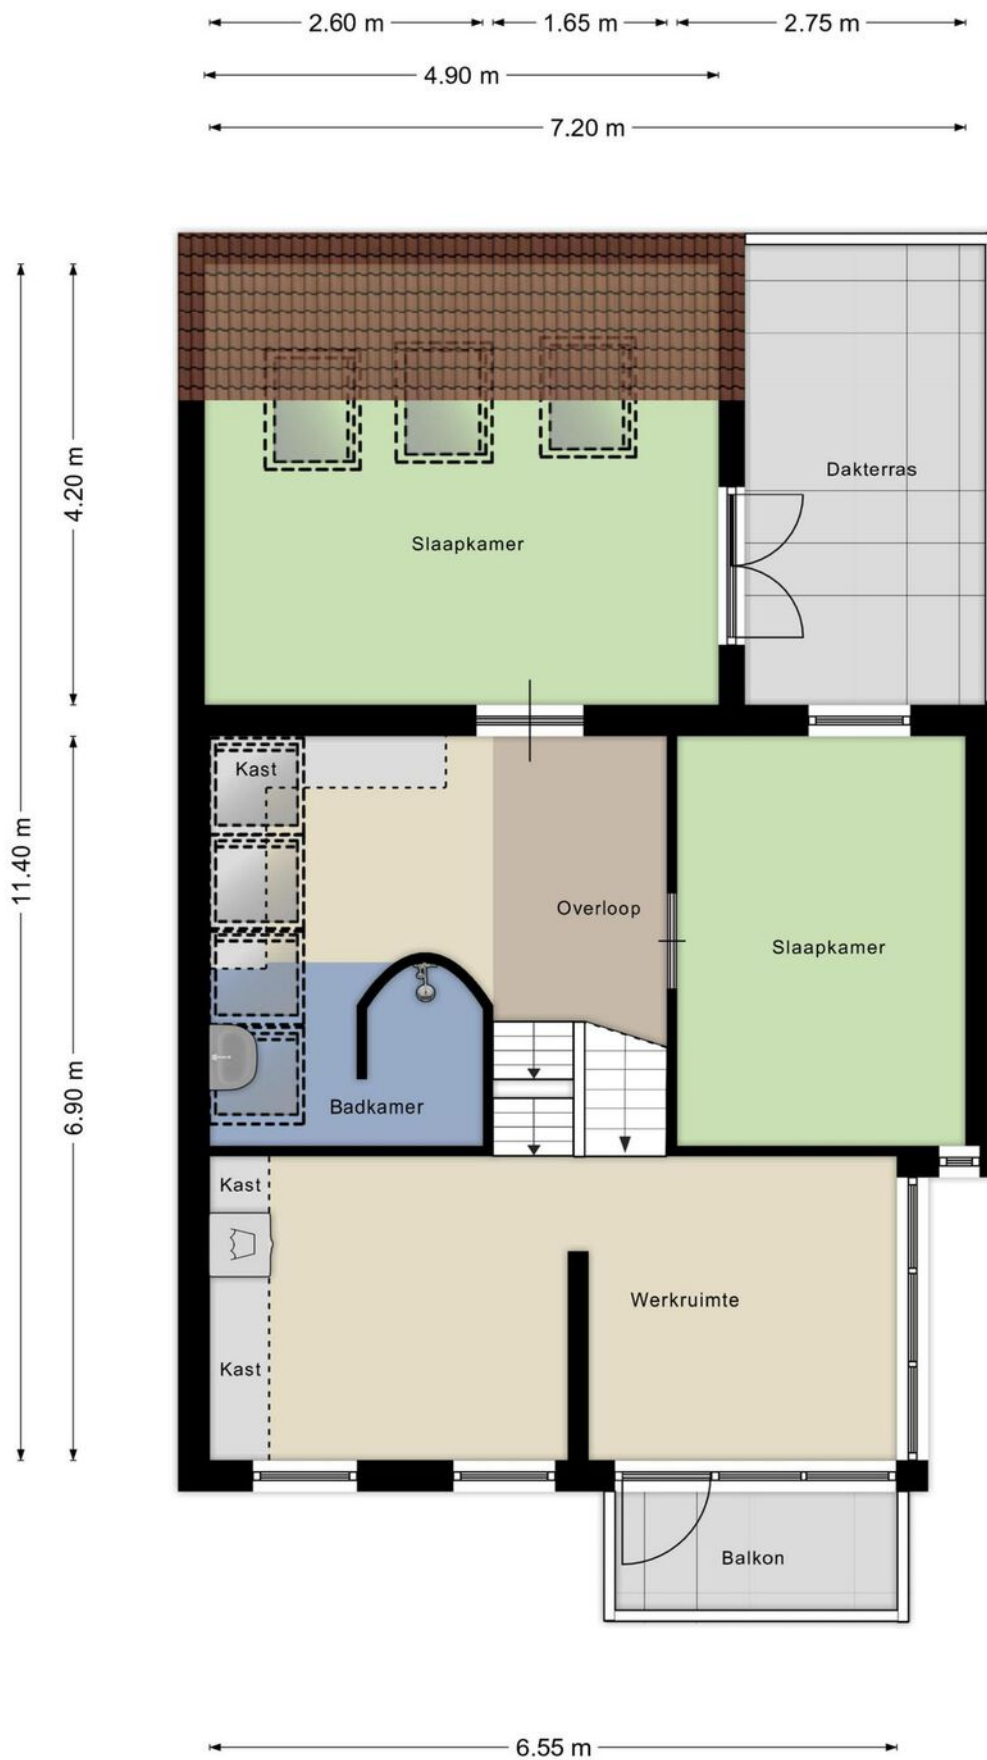 2.60 m 1.65 m 2.75 m
4.90 m
7.20 m
4.20 m
Dakterras
Slaapkamer
Kast
11.40 m
Overloop
Slaapkamer
6.90 m
Badkamer
Kast
Werkruimte
Kast
Balkon
6.55 m